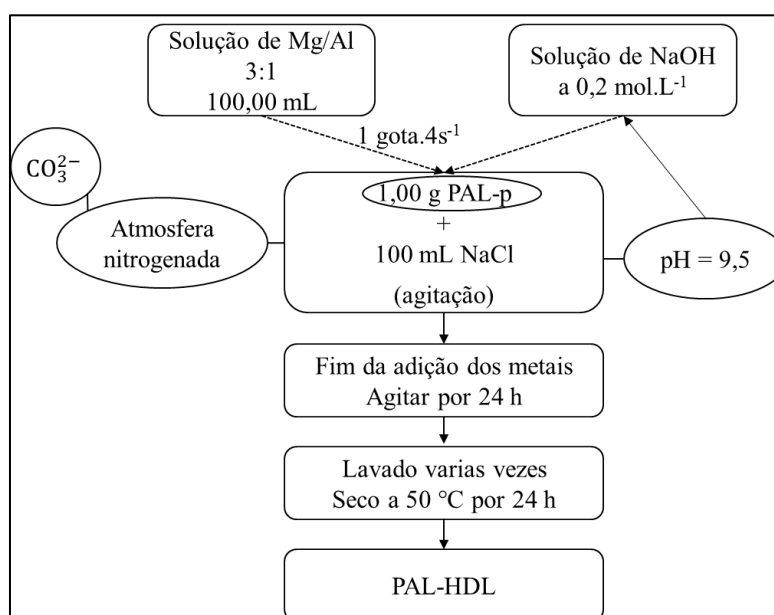 Solução de Mg/Al
3:1
100,00 mL
Solução de NaOH
a 0,2 mol.L⁻¹
1 gota.4s⁻¹
CO₃²⁻
Atmosfera
nitrogenada
1,00 g PAL-p
+
100 mL NaCl
(agitação)
pH = 9,5
Fim da adição dos metais
Agitar por 24 h
Lavado varias vezes
Seco a 50 °C por 24 h
PAL-HDL